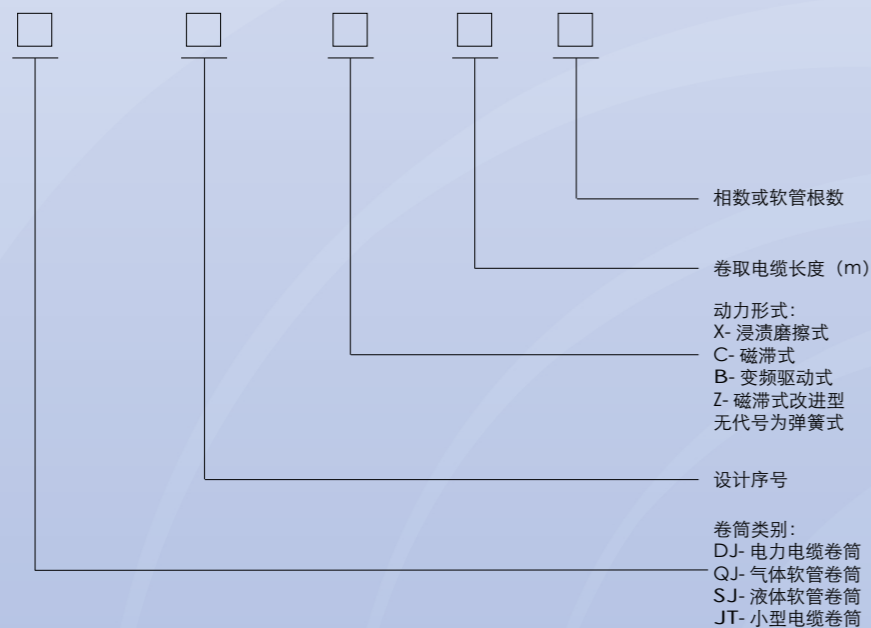 相数或软管根数
卷取电缆长度（m）
动力形式：
X- 浸渍磨擦式
C- 磁滞式
B- 变频驱动式
Z- 磁滞式改进型
无代号为弹簧式
设计序号
卷筒类别：
DJ- 电力电缆卷筒
QJ- 气体软管卷筒
SJ- 液体软管卷筒
JT- 小型电缆卷筒